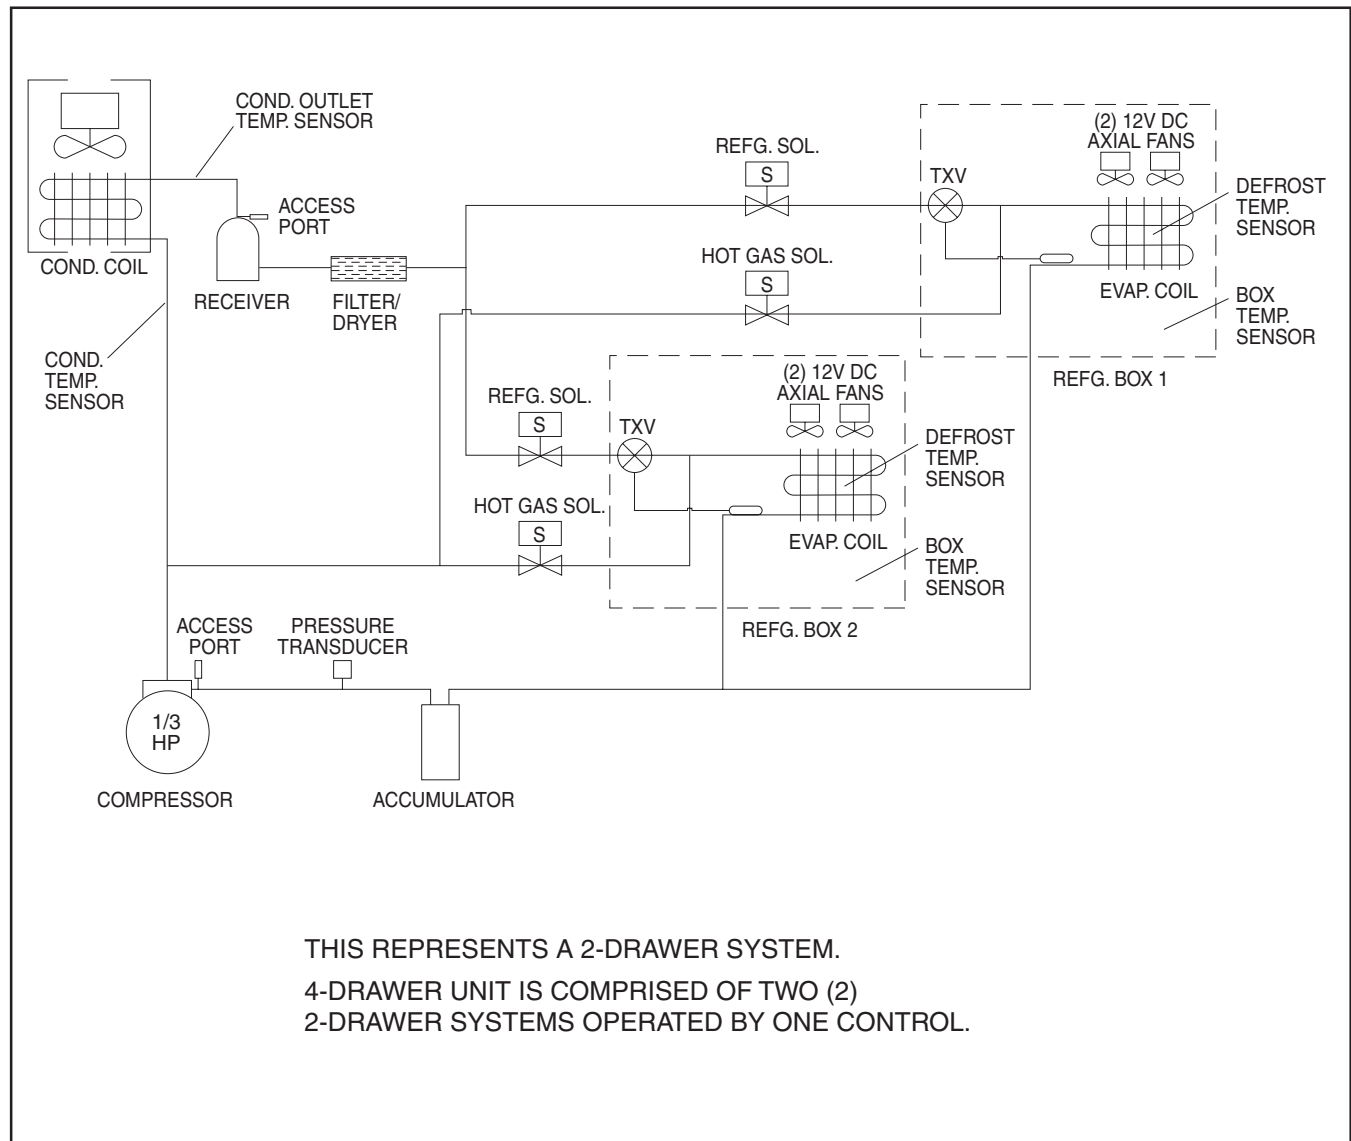 COND. OUTLET
TEMP. SENSOR
ACCESS
PORT
COND. COIL
RECEIVER
FILTER/
DRYER
COND.
TEMP.
SENSOR
REFG. SOL.
S
HOT GAS SOL.
S
TXV
(2) 12V DC
AXIAL FANS
DEFROST
TEMP.
SENSOR
EVAP. COIL
BOX
TEMP.
SENSOR
REFG. BOX 1
REFG. SOL.
S
HOT GAS SOL.
S
TXV
(2) 12V DC
AXIAL FANS
DEFROST
TEMP.
SENSOR
EVAP. COIL
BOX
TEMP.
SENSOR
REFG. BOX 2
ACCESS
PORT
PRESSURE
TRANSDUCER
1/3
HP
COMPRESSOR
ACCUMULATOR
THIS REPRESENTS A 2-DRAWER SYSTEM.
4-DRAWER UNIT IS COMPRISED OF TWO (2)
2-DRAWER SYSTEMS OPERATED BY ONE CONTROL.